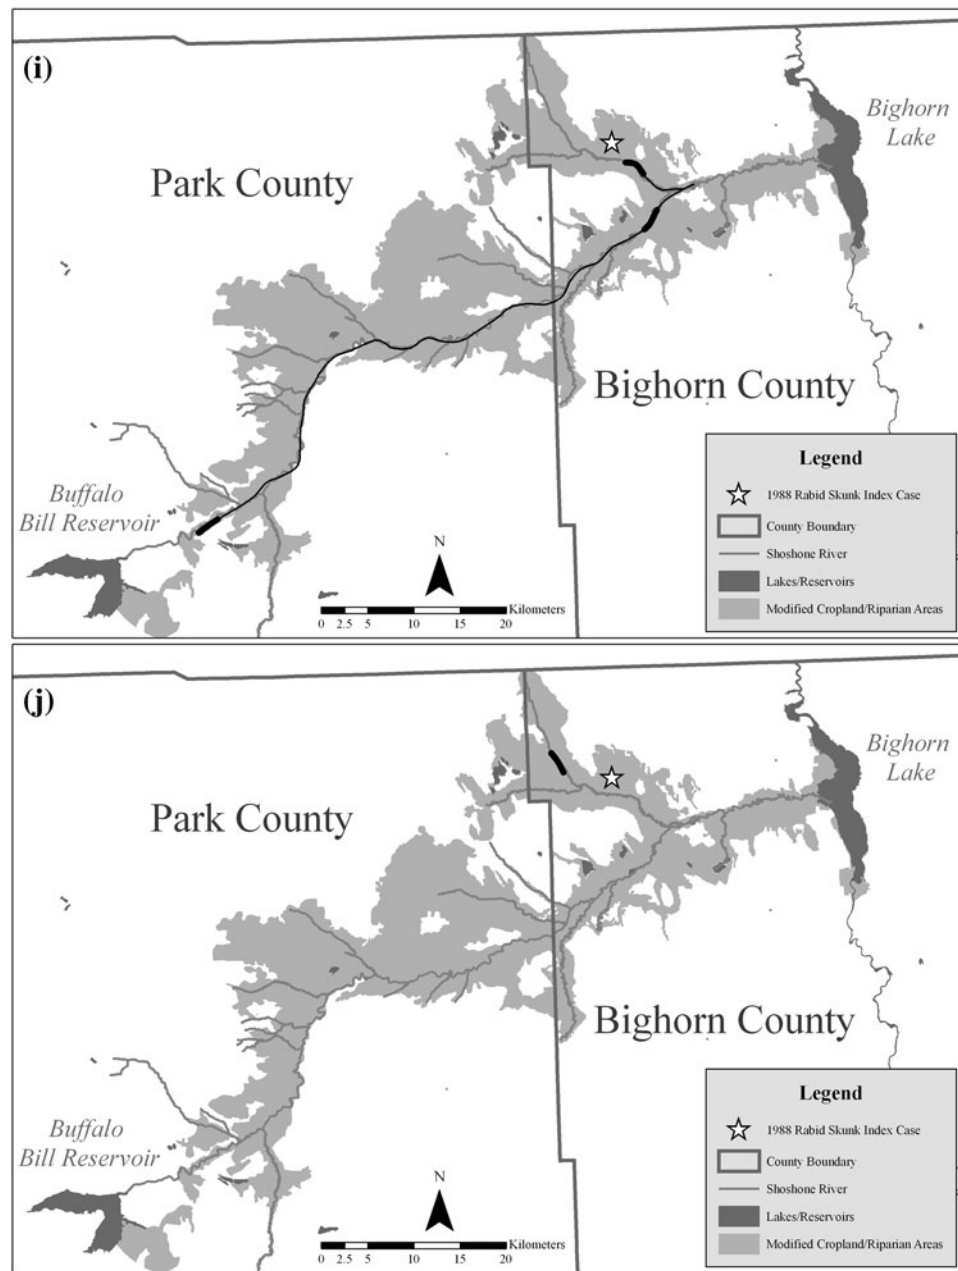 (i)
Bighorn
Lake
Park County
Bighorn County
Buffalo
Bill Reservoir
N
Kilometers
0 2.5 5 10 15 20
Legend
1988 Rabid Skunk Index Case
County Boundary
Shoshone River
Lakes/Reservoirs
Modified Cropland/Riparian Areas
(j)
Bighorn
Lake
Park County
Bighorn County
Buffalo
Bill Reservoir
N
Kilometers
0 2.5 5 10 15 20
Legend
1988 Rabid Skunk Index Case
County Boundary
Shoshone River
Lakes/Reservoirs
Modified Cropland/Riparian Areas